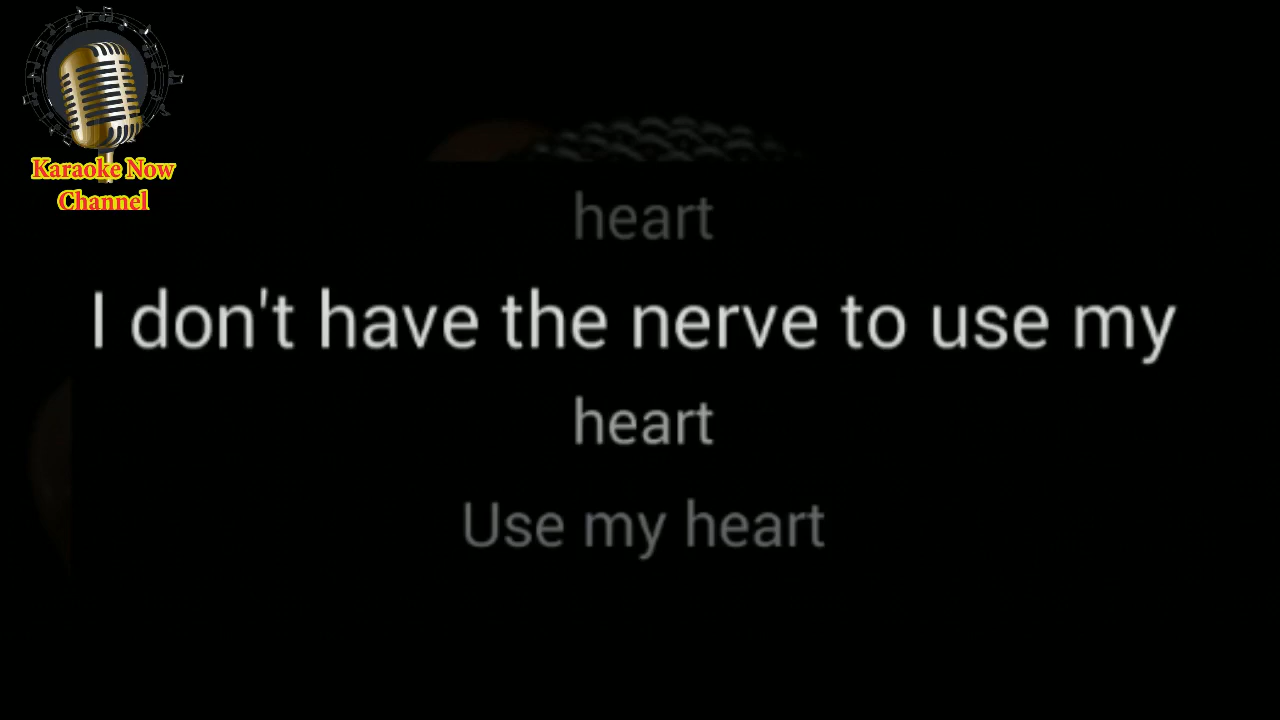 Karaoke Now
Channel
heart
I don't have the nerve to use my
heart
Use my heart